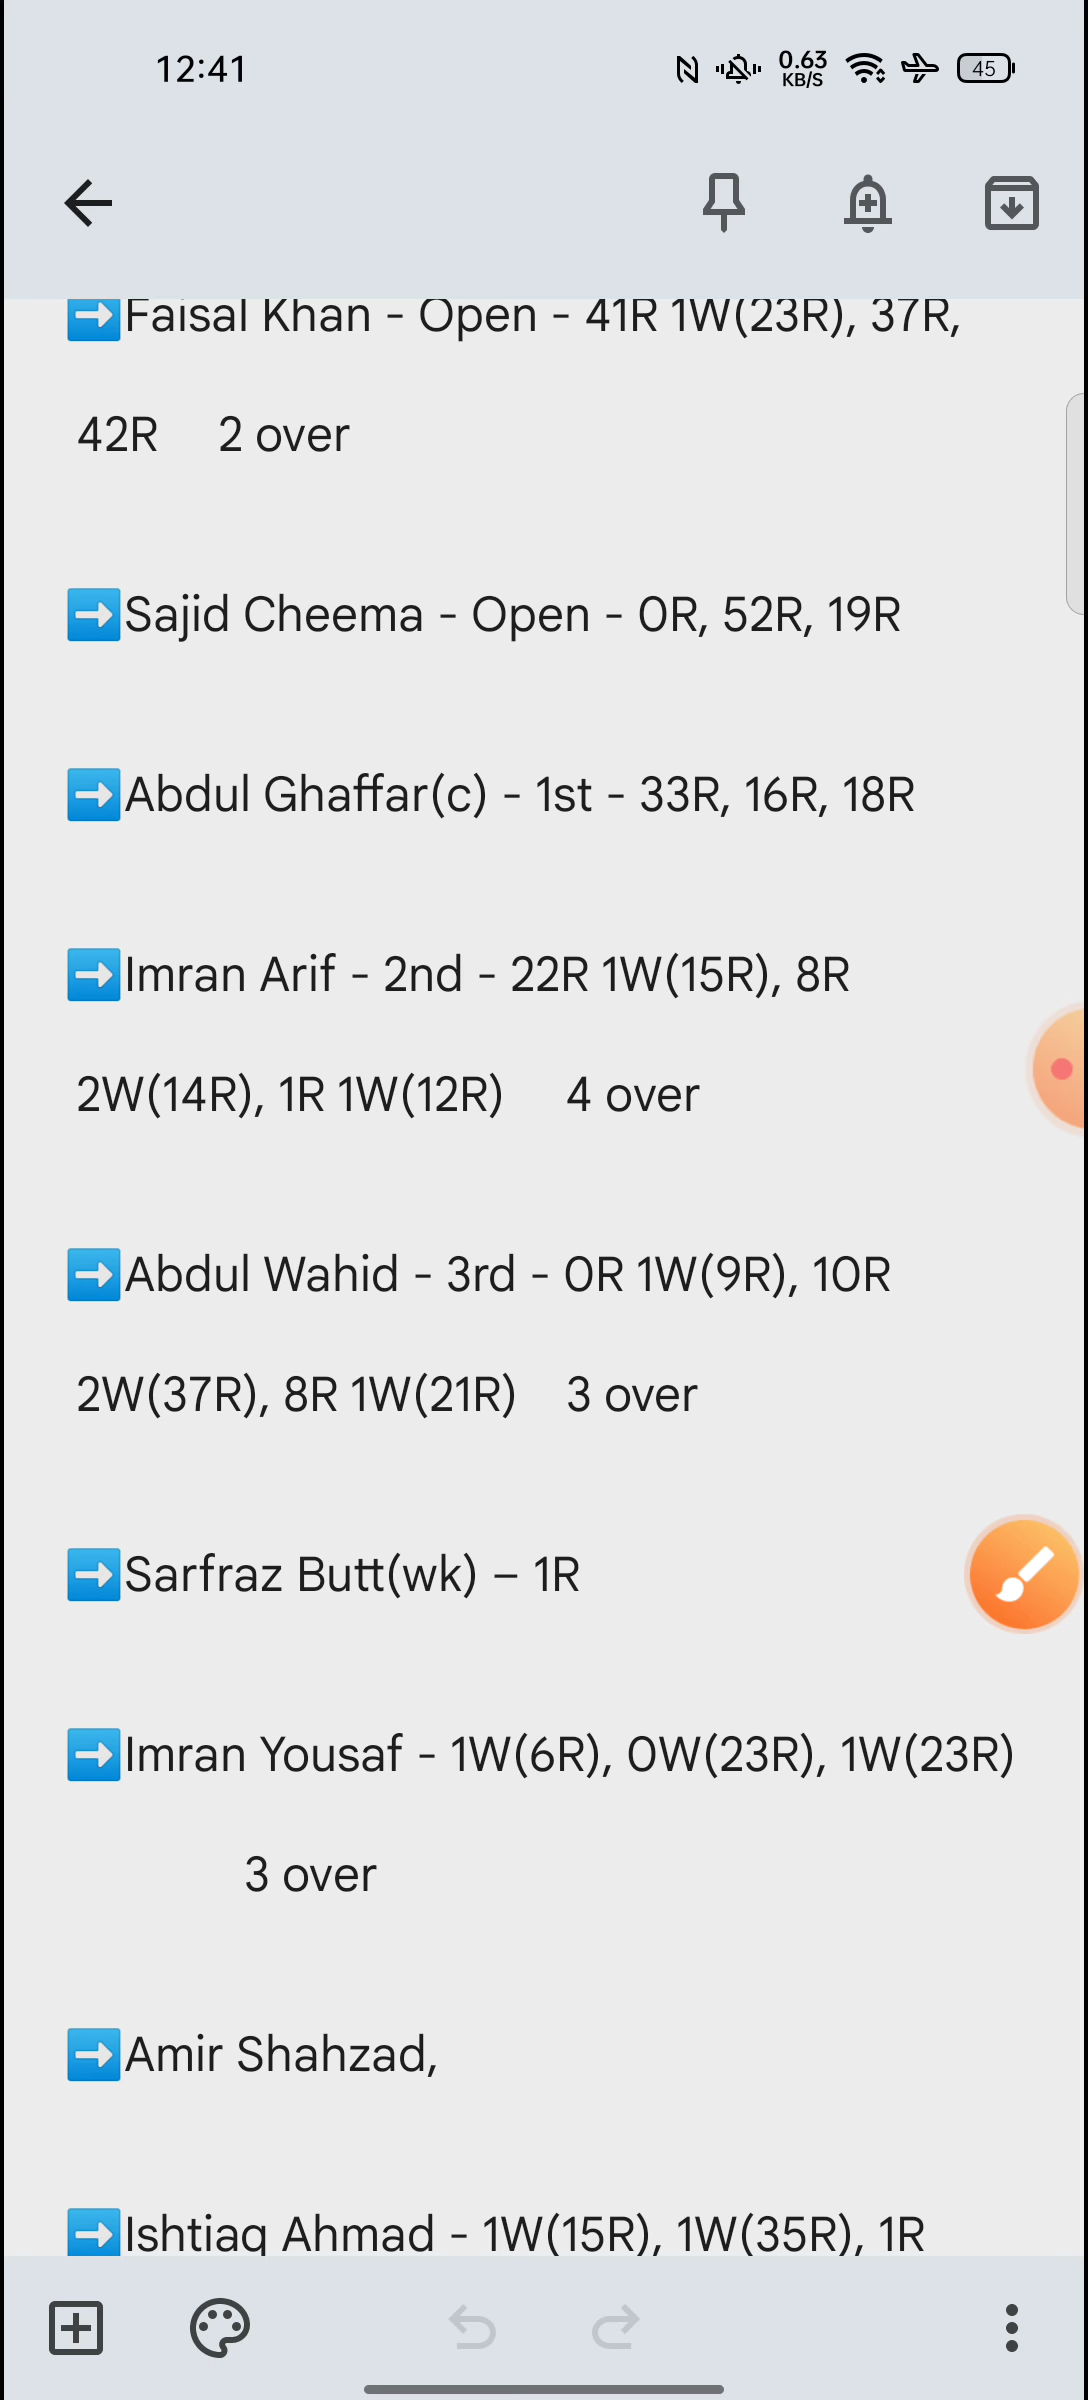 12:41
0.63
KB/S
45
➡️Faisal Khan - Open - 41R 1W(23R), 37R,
42R 2 over
➡️Sajid Cheema - Open - 0R, 52R, 19R
➡️Abdul Ghaffar(c) - 1st - 33R, 16R, 18R
➡️Imran Arif - 2nd - 22R 1W(15R), 8R
2W(14R), 1R 1W(12R) 4 over
➡️Abdul Wahid - 3rd - 0R 1W(9R), 10R
2W(37R), 8R 1W(21R) 3 over
➡️Sarfraz Butt(wk) – 1R
➡️Imran Yousaf - 1W(6R), 0W(23R), 1W(23R)
3 over
➡️Amir Shahzad,
➡️Ishtiaq Ahmad - 1W(15R), 1W(35R), 1R